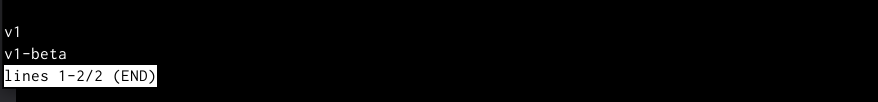 v1
v1-beta
lines 1-2/2 (END)